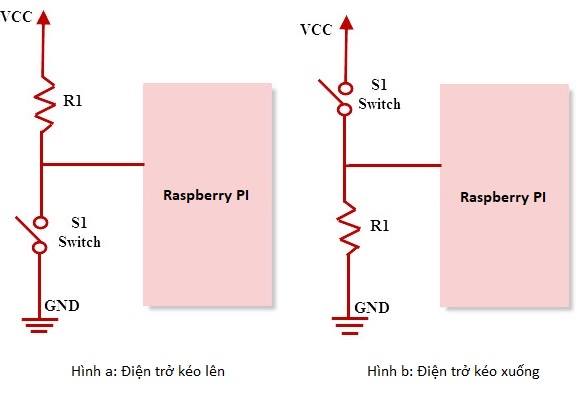 VCC
R1
Raspberry PI
S1
Switch
GND
Hình a: Điện trở kéo lên
VCC
S1
Switch
Raspberry PI
R1
GND
Hình b: Điện trở kéo xuống